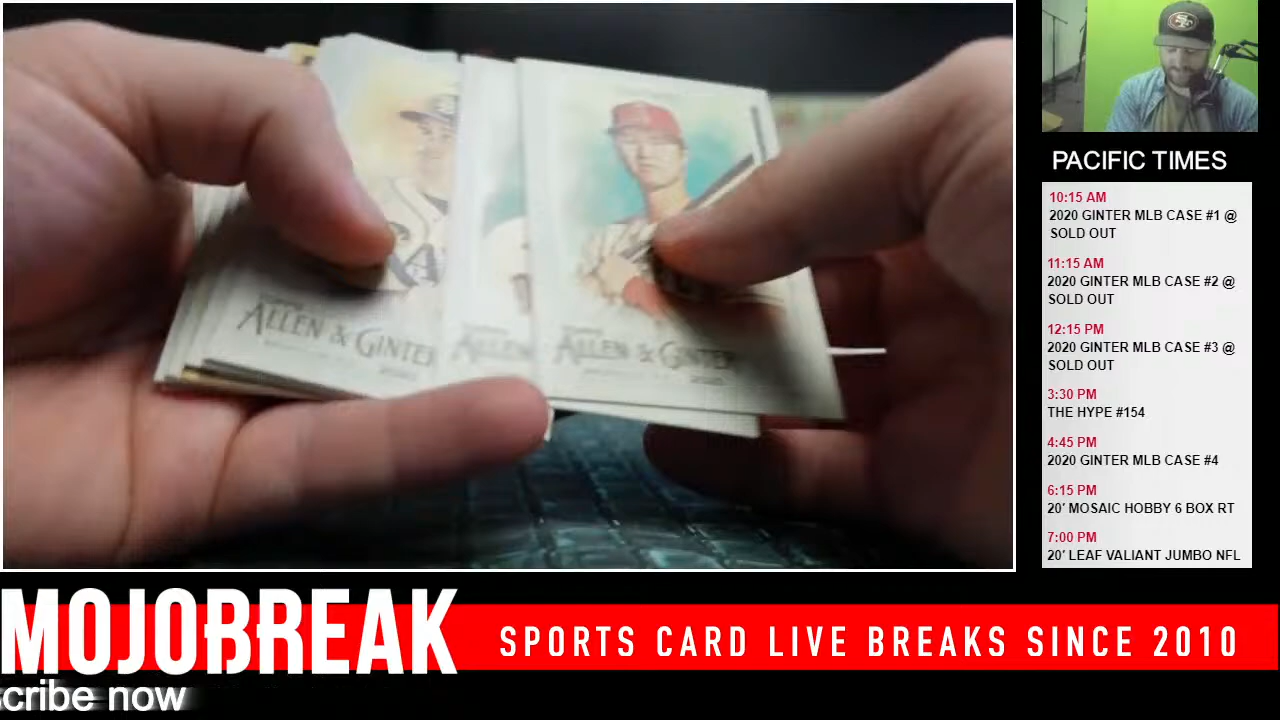 RA
ALLEN & GINTER
2020
ALLEN
ALLEN & GINTER
2020
PACIFIC TIMES
10:15 AM
2020 GINTER MLB CASE #1 @
SOLD OUT
11:15 AM
2020 GINTER MLB CASE #2 @
SOLD OUT
12:15 PM
2020 GINTER MLB CASE #3 @
SOLD OUT
3:30 PM
THE HYPE #154
4:45 PM
2020 GINTER MLB CASE #4
6:15 PM
20' MOSAIC HOBBY 6 BOX RT
7:00 PM
20' LEAF VALIANT JUMBO NFL
MOJOBREAK
SPORTS CARD LIVE BREAKS SINCE 2010
cribe now